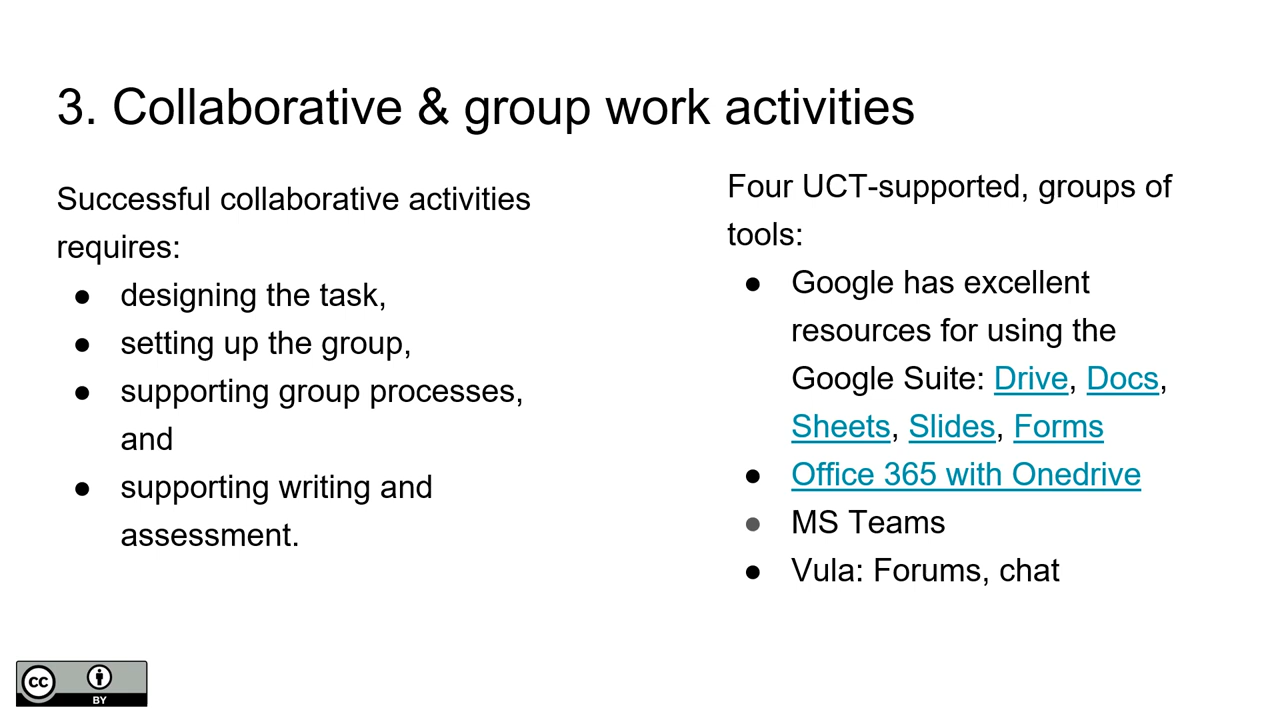 3. Collaborative & group work activities
Successful collaborative activities
requires:
● designing the task,
● setting up the group,
● supporting group processes,
and
● supporting writing and
assessment.
Four UCT-supported, groups of
tools:
● Google has excellent
resources for using the
Google Suite: Drive, Docs,
Sheets, Slides, Forms
● Office 365 with Onedrive
● MS Teams
● Vula: Forums, chat
cc
BY